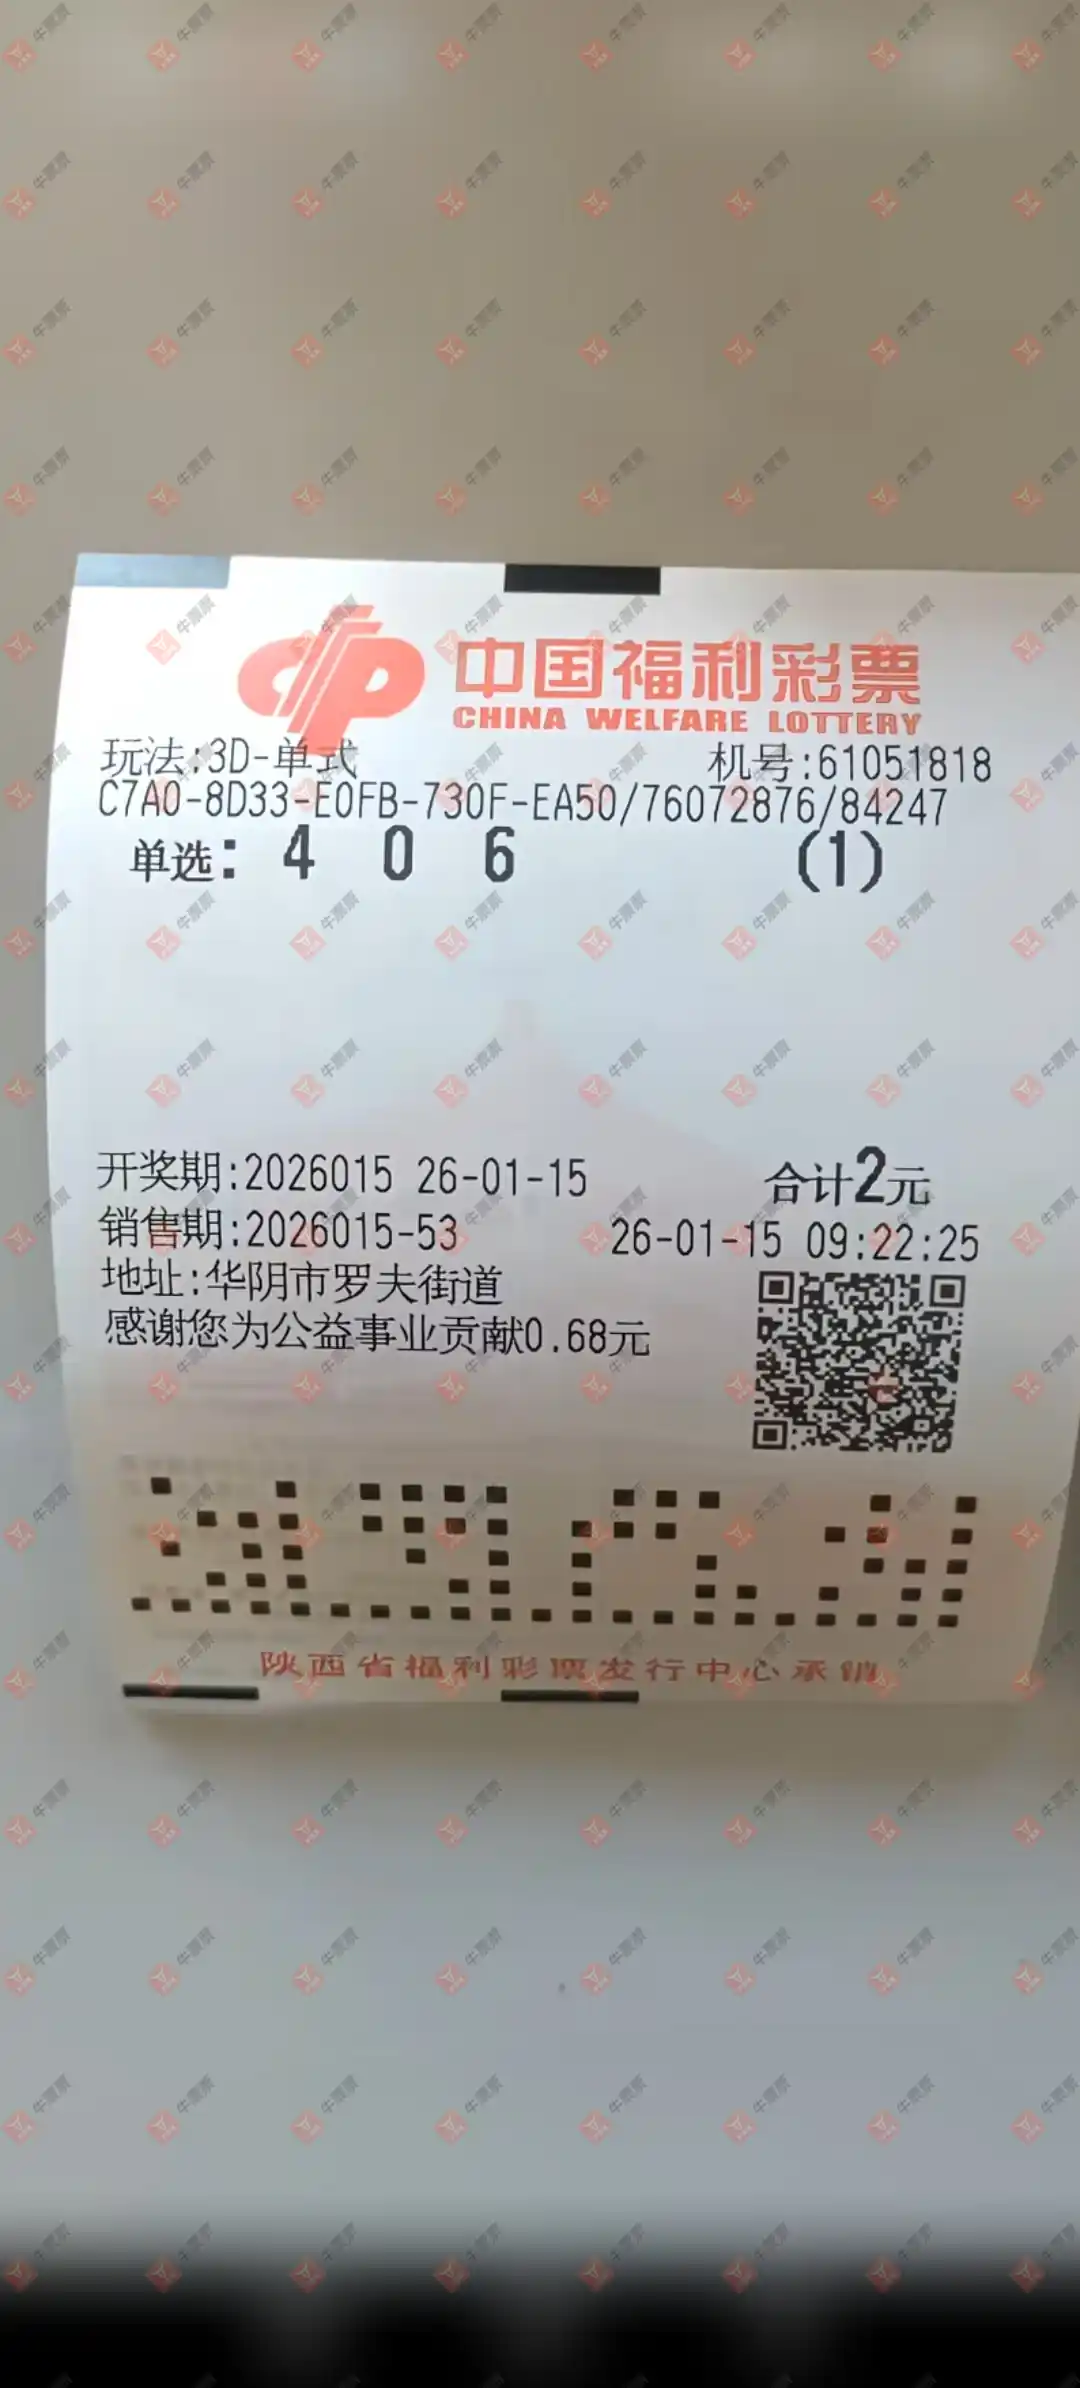 中国福利彩票
CHINA WELFARE LOTTERY
玩法:3D-单式 机号:61051818
C7A0-8D33-E0FB-730F-EA50/76072876/84247
单选: 4 0 6 (1)
开奖期:2026015 26-01-15 合计2元
销售期:2026015-53 26-01-15 09:22:25
地址:华阴市罗夫街道
感谢您为公益事业贡献0.68元
陕西省福利彩票发行中心承销
牛票票